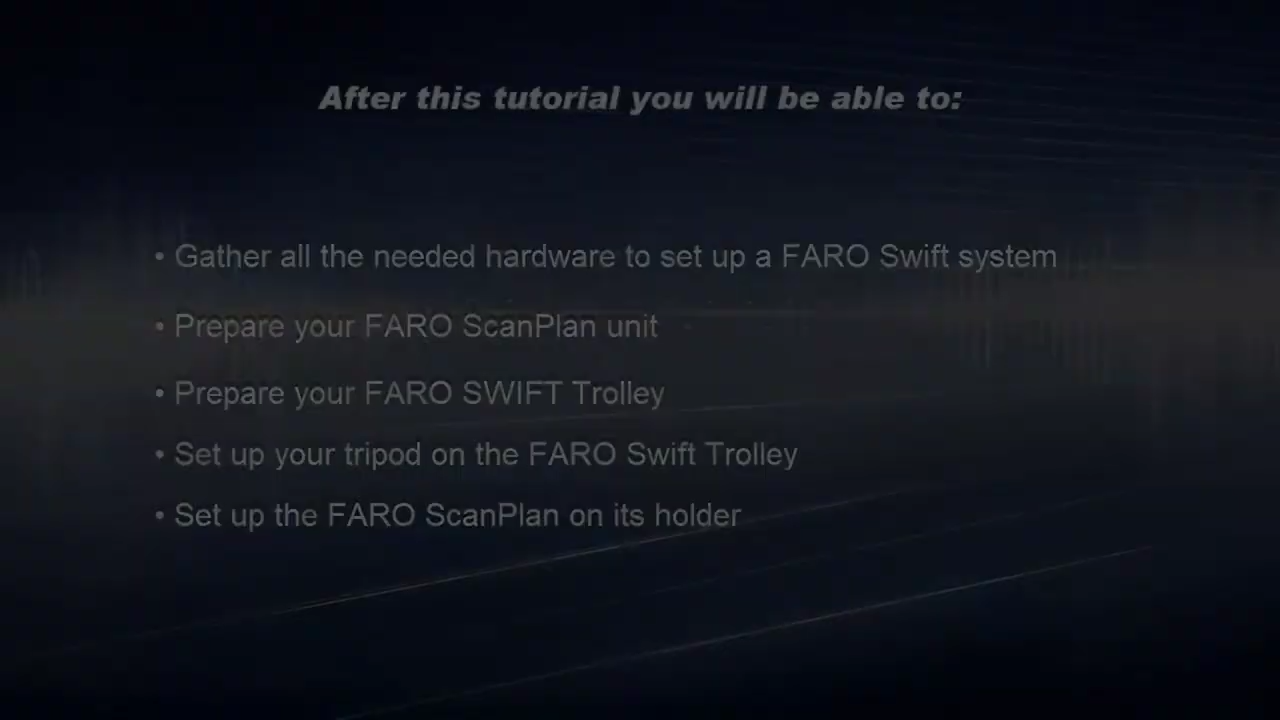 After this tutorial you will be able to:
• Gather all the needed hardware to set up a FARO Swift system
• Prepare your FARO ScanPlan unit
• Prepare your FARO SWIFT Trolley
• Set up your tripod on the FARO Swift Trolley
• Set up the FARO ScanPlan on its holder